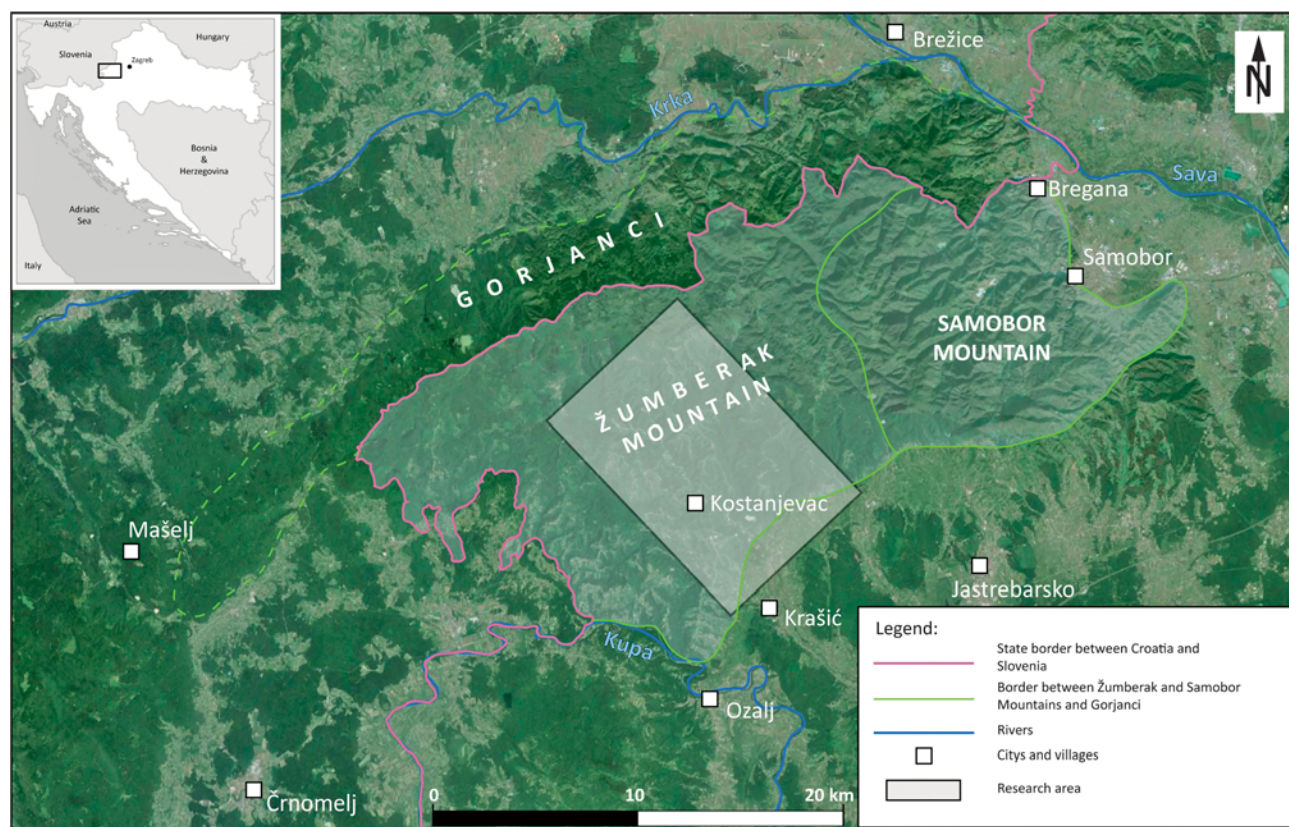 Austria
Slovenia
Hungary
Zagreb
Bosnia
&
Herzegovina
Adriatic
Sea
Italy
Brežice
N
Krka
Sava
Bregana
GORJANCI
Samobor
SAMOBOR
MOUNTAIN
ŽUMBERAK
MOUNTAIN
Kostanjevac
Mašelj
Jastrebarsko
Krašić
Kupa
Ozalj
Črnomelj
0 10 20 km
Legend:
State border between Croatia and
Slovenia
Border between Žumberak and Samobor
Mountains and Gorjanci
Rivers
Citys and villages
Research area